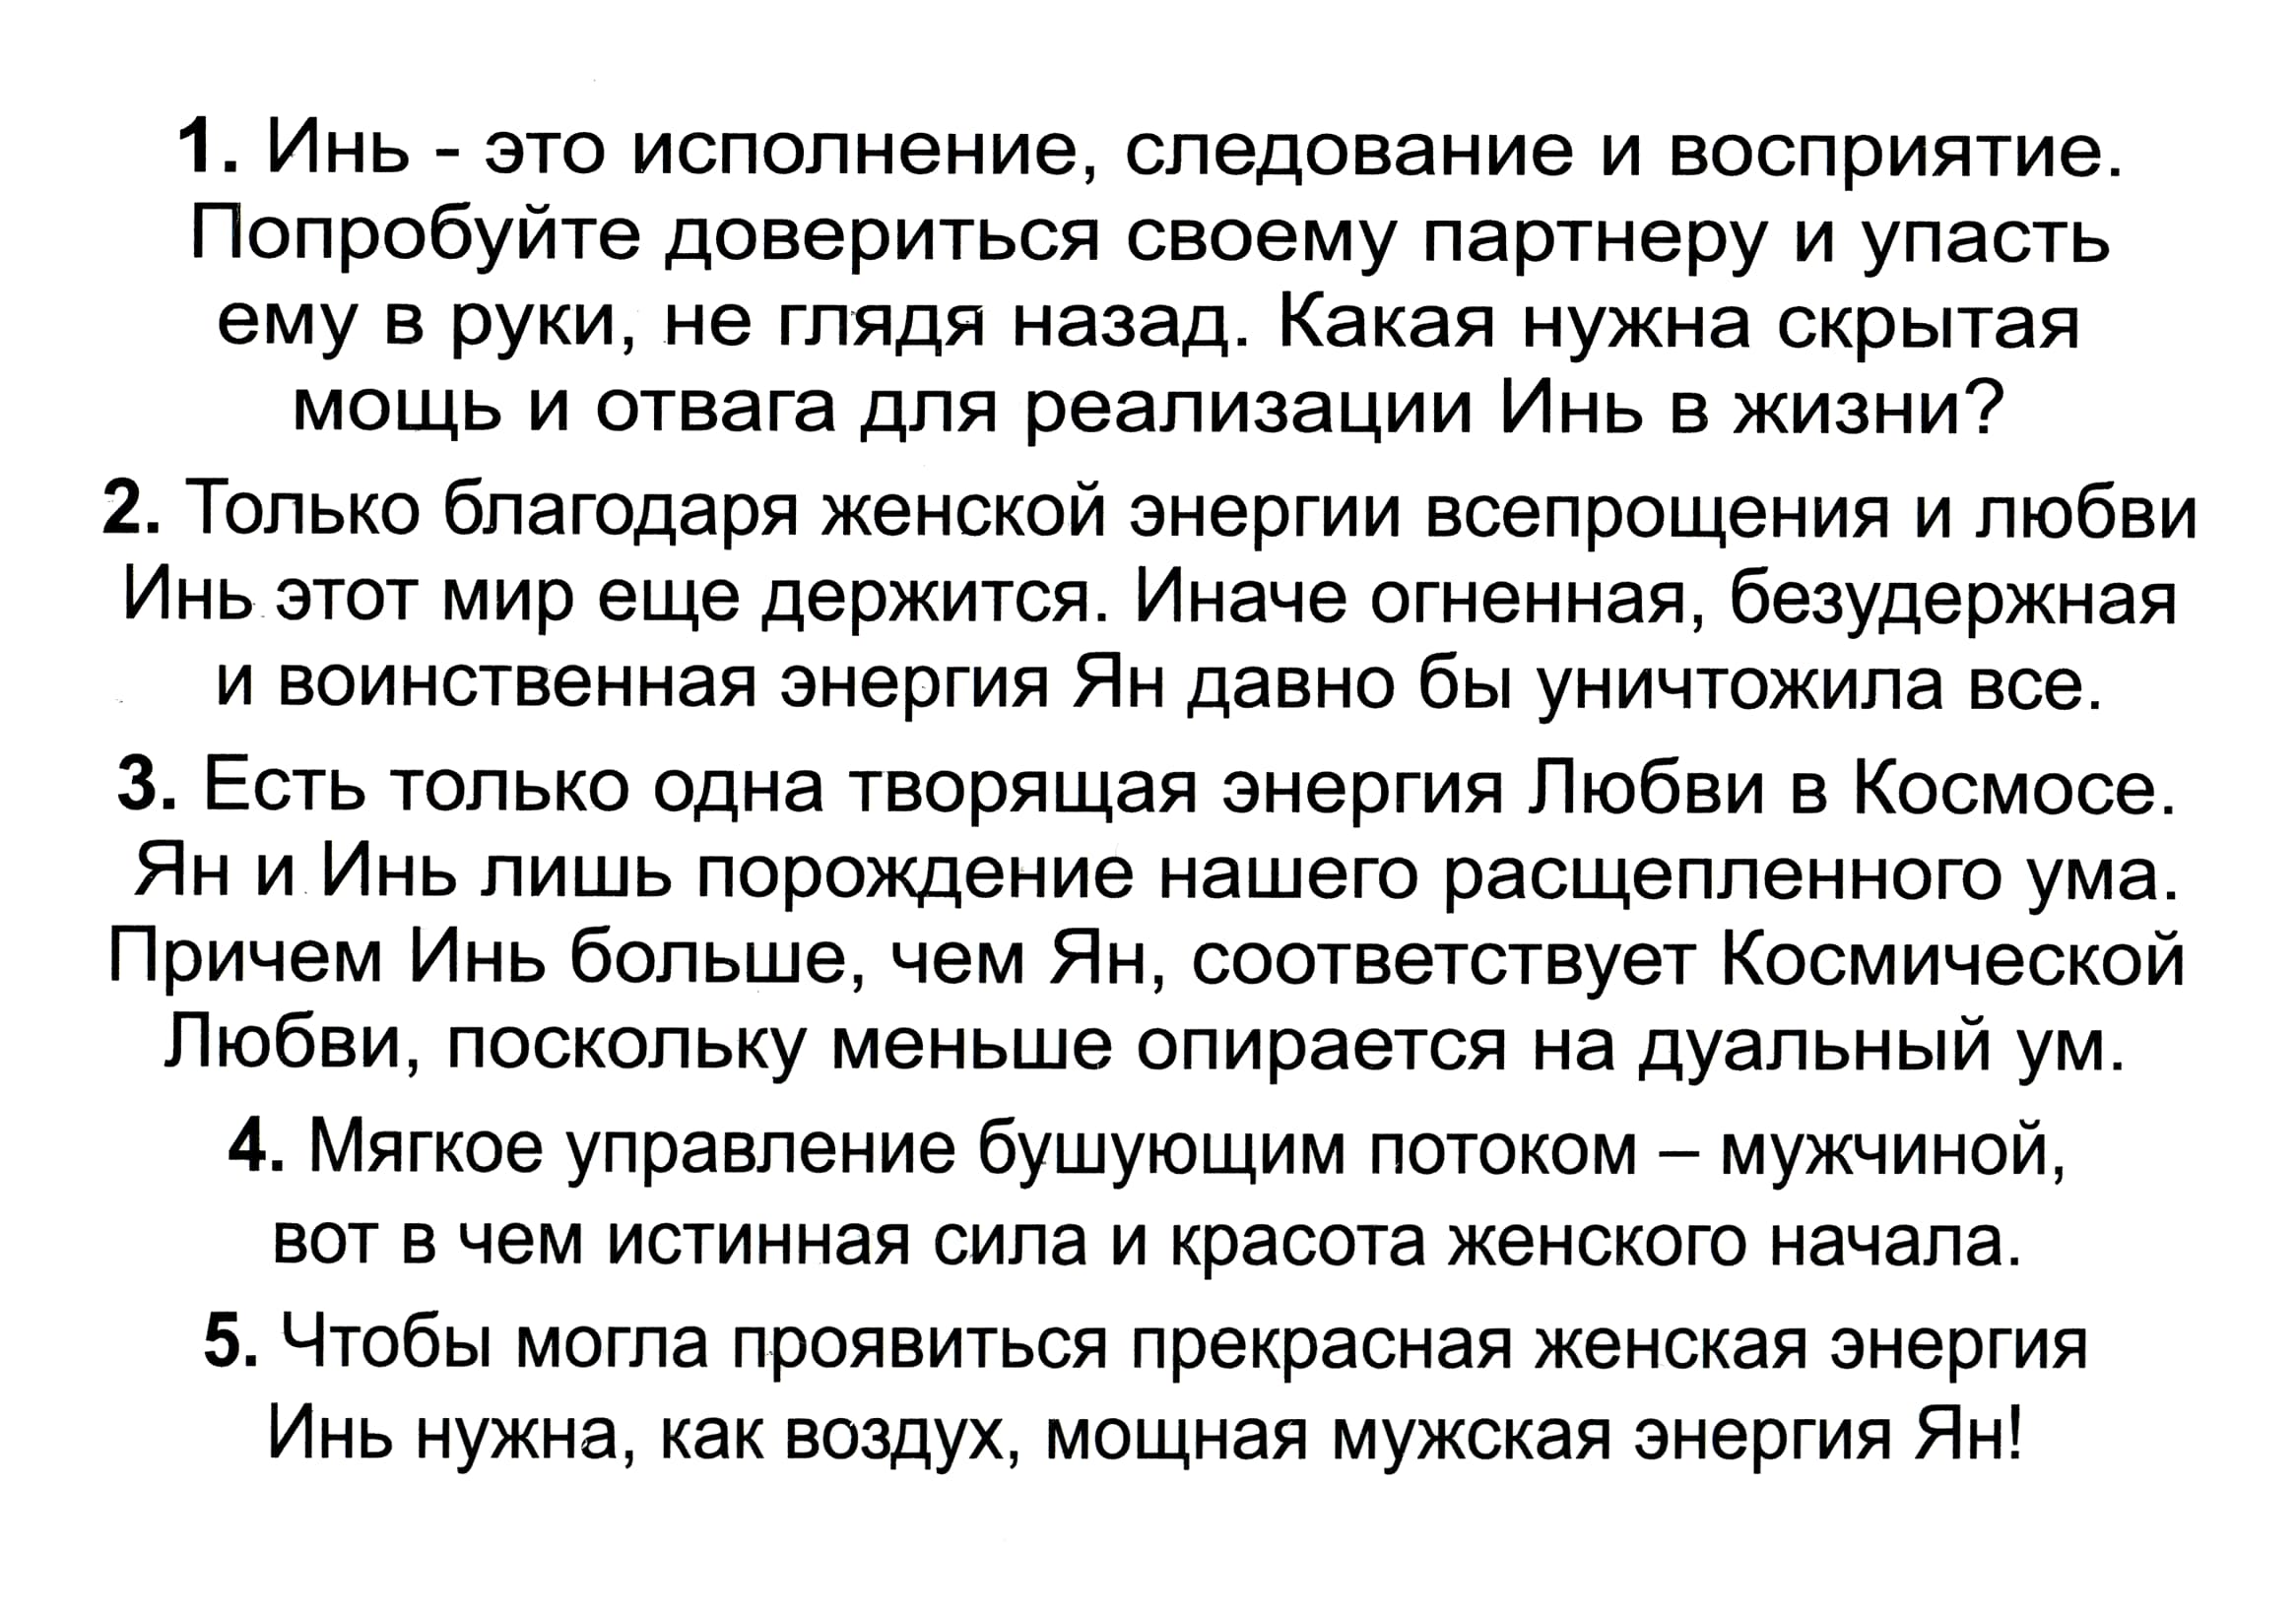 1. Инь - это исполнение, следование и восприятие.
Попробуйте довериться своему партнеру и упасть
ему в руки, не глядя назад. Какая нужна скрытая
мощь и отвага для реализации Инь в жизни?
2. Только благодаря женской энергии всепрощения и любви
Инь этот мир еще держится. Иначе огненная, безудержная
и воинственная энергия Ян давно бы уничтожила все.
3. Есть только одна творящая энергия Любви в Космосе.
Ян и Инь лишь порождение нашего расщепленного ума.
Причем Инь больше, чем Ян, соответствует Космической
Любви, поскольку меньше опирается на дуальный ум.
4. Мягкое управление бушующим потоком – мужчиной,
вот в чем истинная сила и красота женского начала.
5. Чтобы могла проявиться прекрасная женская энергия
Инь нужна, как воздух, мощная мужская энергия Ян!